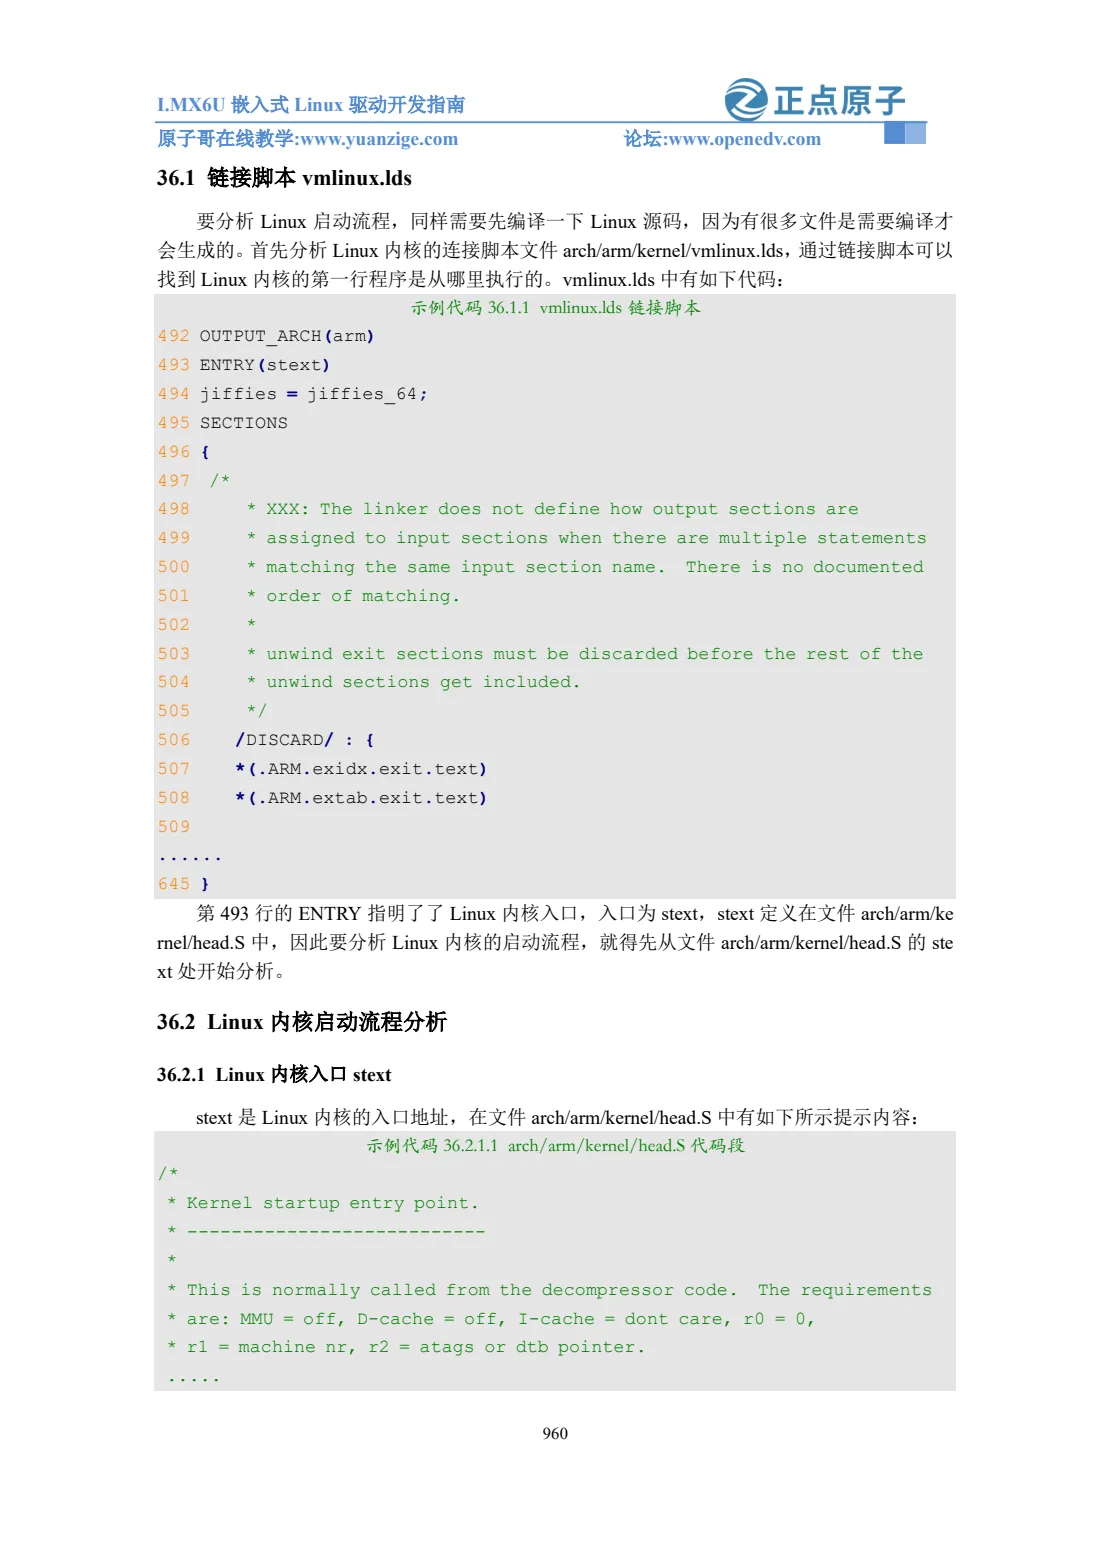 I.MX6U 嵌入式 Linux 驱动开发指南
正点原子
原子哥在线教学:www.yuanzige.com 论坛:www.openedv.com
36.1 链接脚本 vmlinux.lds
要分析 Linux 启动流程，同样需要先编译一下 Linux 源码，因为有很多文件是需要编译才
会生成的。首先分析 Linux 内核的连接脚本文件 arch/arm/kernel/vmlinux.lds，通过链接脚本可以
找到 Linux 内核的第一行程序是从哪里执行的。vmlinux.lds 中有如下代码：
示例代码 36.1.1 vmlinux.lds 链接脚本
492 OUTPUT_ARCH(arm)
493 ENTRY(stext)
494 jiffies = jiffies_64;
495 SECTIONS
496 {
497 /*
498 * XXX: The linker does not define how output sections are
499 * assigned to input sections when there are multiple statements
500 * matching the same input section name.  There is no documented
501 * order of matching.
502 *
503 * unwind exit sections must be discarded before the rest of the
504 * unwind sections get included.
505 */
506 /DISCARD/ : {
507 *(.ARM.exidx.exit.text)
508 *(.ARM.extab.exit.text)
509
......
645 }
第 493 行的 ENTRY 指明了了 Linux 内核入口，入口为 stext，stext 定义在文件 arch/arm/ke
rnel/head.S 中，因此要分析 Linux 内核的启动流程，就得先从文件 arch/arm/kernel/head.S 的 ste
xt 处开始分析。
36.2 Linux 内核启动流程分析
36.2.1 Linux 内核入口 stext
stext 是 Linux 内核的入口地址，在文件 arch/arm/kernel/head.S 中有如下所示提示内容：
示例代码 36.2.1.1 arch/arm/kernel/head.S 代码段
/*
* Kernel startup entry point.
* ---------------------------
*
* This is normally called from the decompressor code.  The requirements
* are: MMU = off, D-cache = off, I-cache = dont care, r0 = 0,
* r1 = machine nr, r2 = atags or dtb pointer.
.....
960